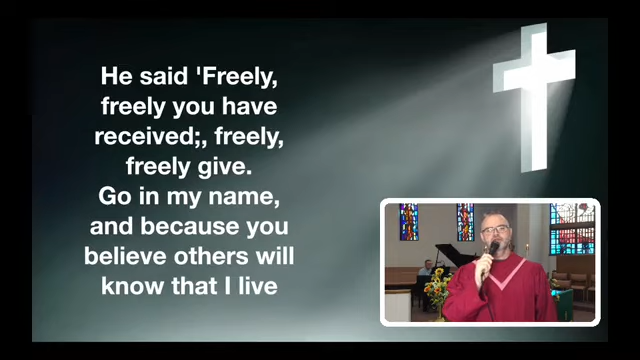 He said 'Freely,
freely you have
received;, freely,
freely give.
Go in my name,
and because you
believe others will
know that I live